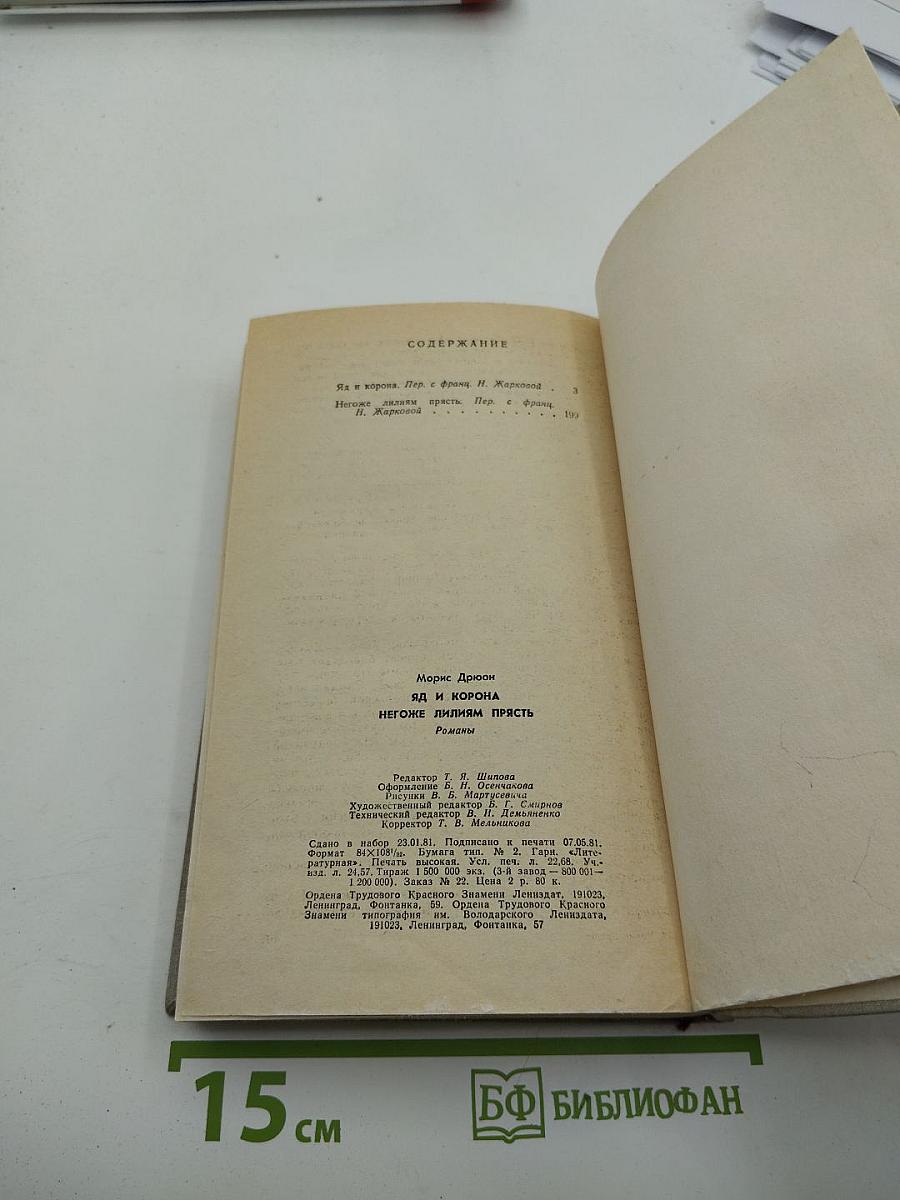 СОДЕРЖАНИЕ
Яд и корона. Пер. с франц. Н. Жарковой . 3
Негоже лилиям прясть. Пер. с франц.
Н. Жарковой . . . . . . . . . . 199
Морис Дрюон
ЯД И КОРОНА
НЕГОЖЕ ЛИЛИЯМ ПРЯСТЬ
Романы
Редактор Т. Я. Шипова
Оформление Б. Н. Осенчакова
Рисунки В. Б. Мартусевича
Художественный редактор Б. Г. Смирнов
Технический редактор В. И. Демьяненко
Корректор Т. В. Мельникова
Сдано в набор 23.01.81. Подписано к печати 07.05.81.
Формат 84×108¹/₃₂. Бумага тип. № 2. Гарн. «Лите-
ратурная». Печать высокая. Усл. печ. л. 22,68. Уч.-
изд. л. 24,57. Тираж 1 500 000 экз. (3-й завод — 800 001—
1 200 000). Заказ № 22. Цена 2 р. 80 к.
Ордена Трудового Красного Знамени Лениздат, 191023,
Ленинград, Фонтанка, 59. Ордена Трудового Красного
Знамени типография им. Володарского Лениздата,
191023, Ленинград, Фонтанка, 57
15 см
БФ БИБЛИОФАН